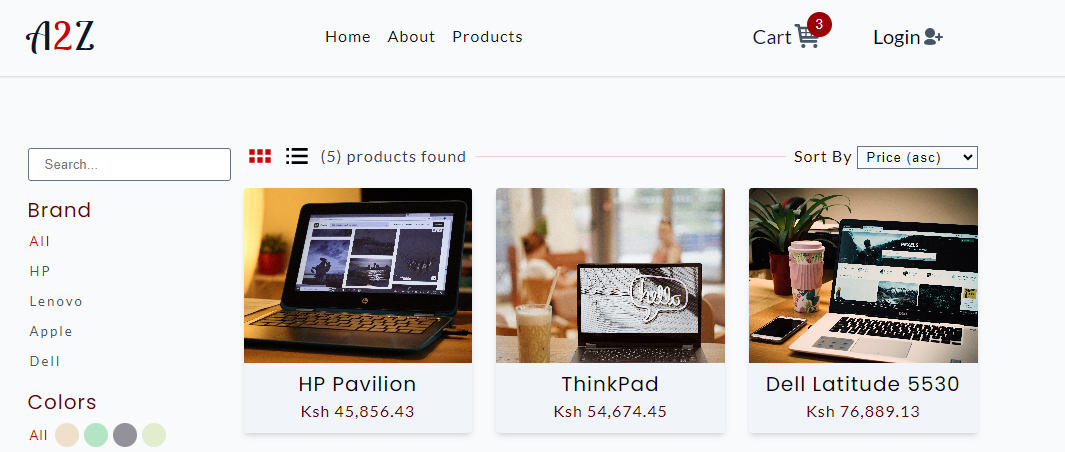 A2Z
Home About Products
Cart 3
Login
Search...
(5) products found
Sort By Price (asc)
Brand
All
HP
Lenovo
Apple
Dell
Colors
All
hello
HP Pavilion
Ksh 45,856.43
ThinkPad
Ksh 54,674.45
Dell Latitude 5530
Ksh 76,889.13